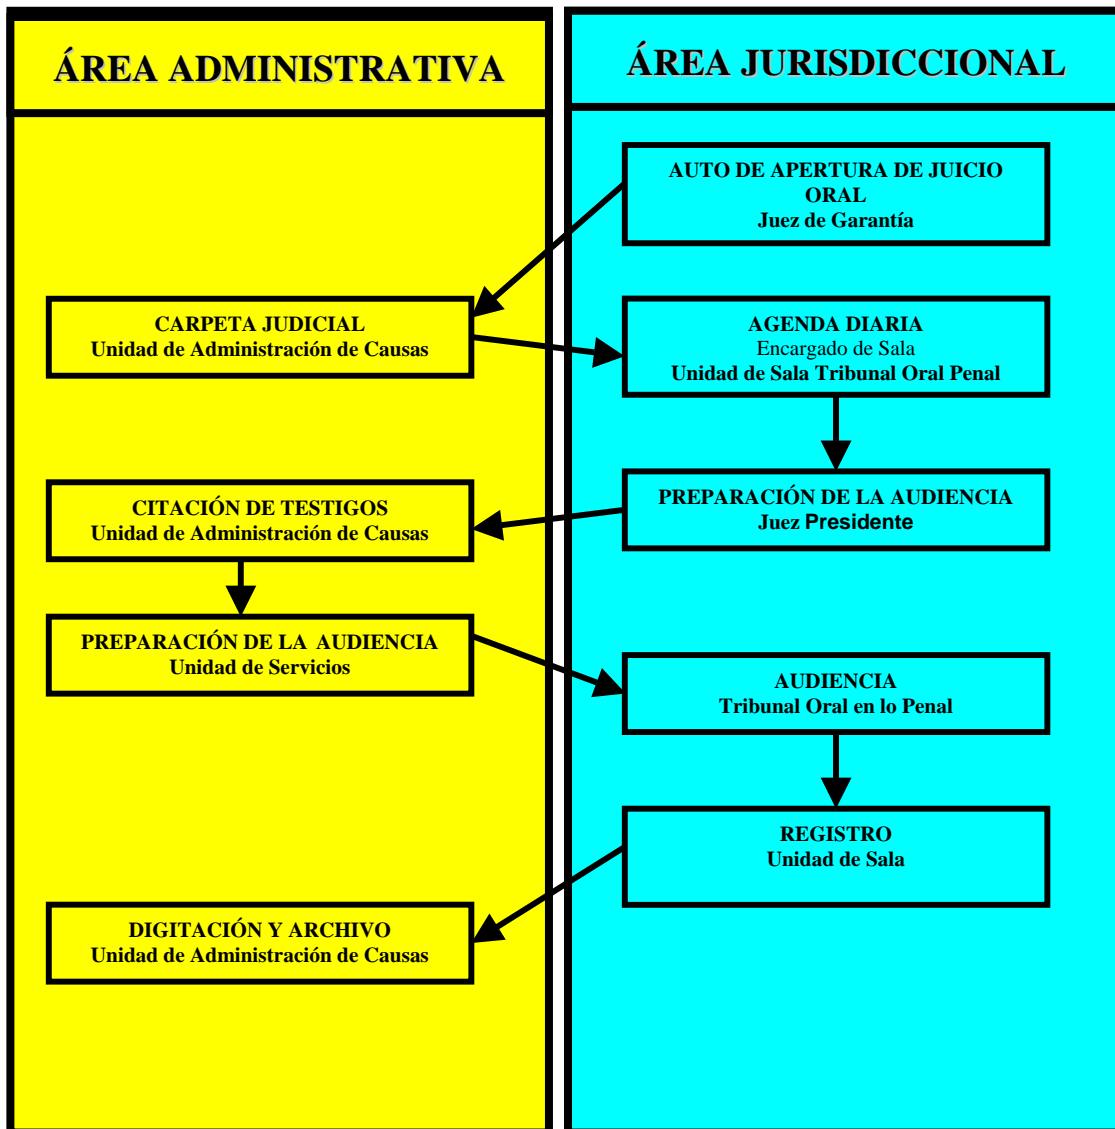 ÁREA ADMINISTRATIVA
ÁREA JURISDICCIONAL
AUTO DE APERTURA DE JUICIO
ORAL
Juez de Garantía
CARPETA JUDICIAL
Unidad de Administración de Causas
AGENDA DIARIA
Encargado de Sala
Unidad de Sala Tribunal Oral Penal
PREPARACIÓN DE LA AUDIENCIA
Juez Presidente
CITACIÓN DE TESTIGOS
Unidad de Administración de Causas
PREPARACIÓN DE LA AUDIENCIA
Unidad de Servicios
AUDIENCIA
Tribunal Oral en lo Penal
REGISTRO
Unidad de Sala
DIGITACIÓN Y ARCHIVO
Unidad de Administración de Causas